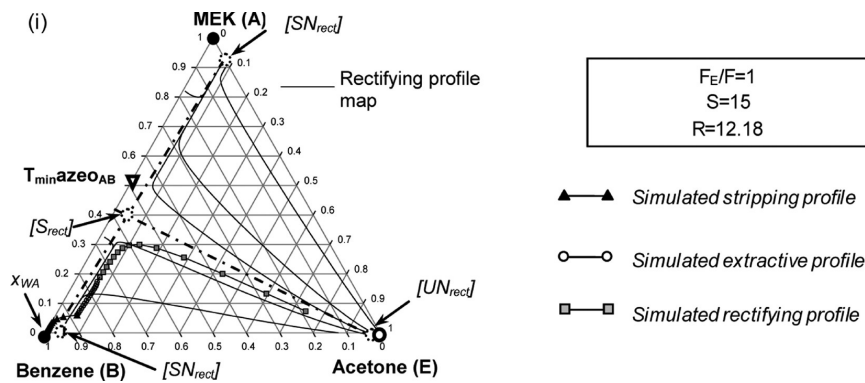 (i)
MEK (A)
[SNrect]
1 0
0.9 0.1
Rectifying profile
map
0.8 0.2
0.7 0.3
0.6 0.4
TminazeoAB
0.5 0.5
0.4 0.6
[Srect]
0.3 0.7
0.2 0.8
xWA
0.1 0.9
[UNrect]
0 1
1 0.9 0.8 0.7 0.6 0.5 0.4 0.3 0.2 0.1 0
Benzene (B)
[SNrect]
Acetone (E)
FE/F=1
S=15
R=12.18
Simulated stripping profile
Simulated extractive profile
Simulated rectifying profile